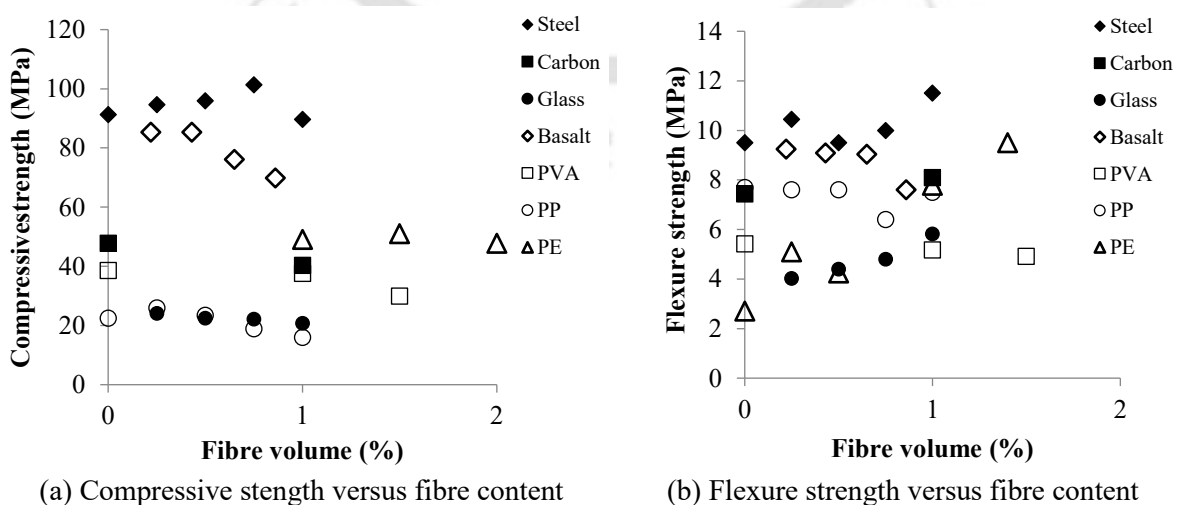 Compressivestrength (MPa)
120
100
80
60
40
20
0
0
1
2
Fibre volume (%)
Steel
Carbon
Glass
Basalt
PVA
PP
PE
(a) Compressive stength versus fibre content
Flexure strength (MPa)
14
12
10
8
6
4
2
0
0
1
2
Fibre volume (%)
Steel
Carbon
Glass
Basalt
PVA
PP
PE
(b) Flexure strength versus fibre content